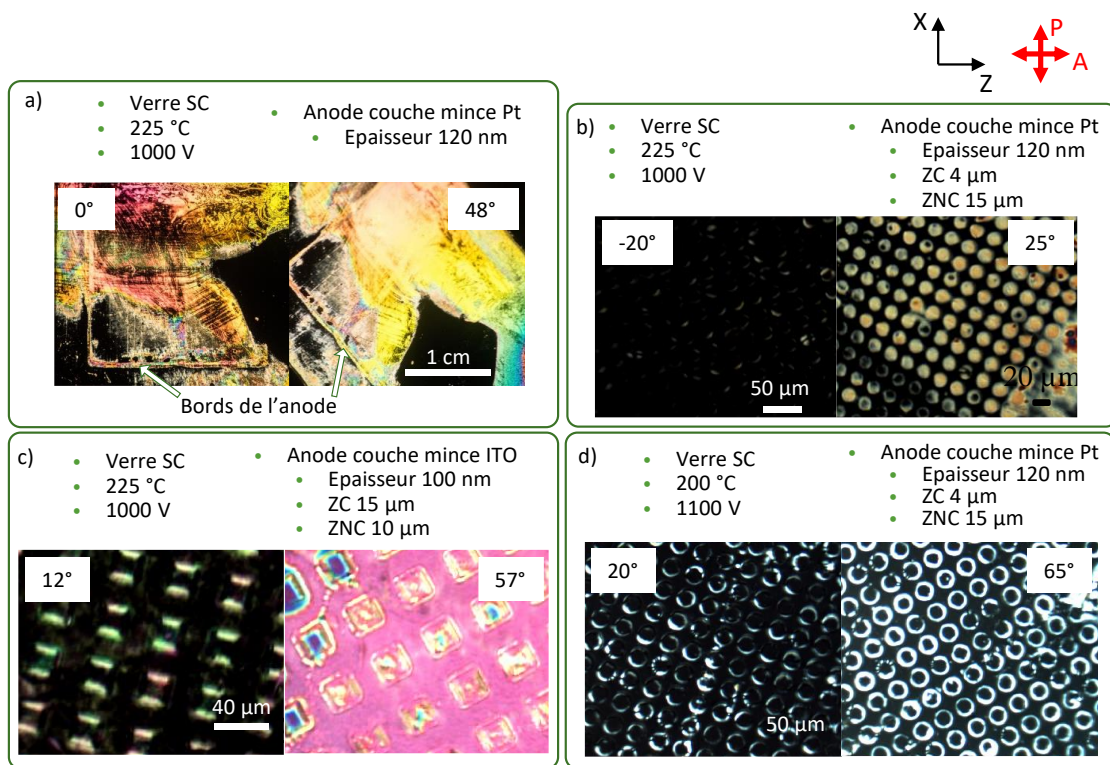 X
Z
P
A
a)
• Verre SC
• 225 °C
• 1000 V
• Anode couche mince Pt
• Epaisseur 120 nm
0°
48°
1 cm
Bords de l’anode
b)
• Verre SC
• 225 °C
• 1000 V
• Anode couche mince Pt
• Epaisseur 120 nm
• ZC 4 µm
• ZNC 15 µm
-20°
25°
50 µm
20 µm
c)
• Verre SC
• 225 °C
• 1000 V
• Anode couche mince ITO
• Epaisseur 100 nm
• ZC 15 µm
• ZNC 10 µm
12°
57°
40 µm
d)
• Verre SC
• 200 °C
• 1100 V
• Anode couche mince Pt
• Epaisseur 120 nm
• ZC 4 µm
• ZNC 15 µm
20°
65°
50 µm